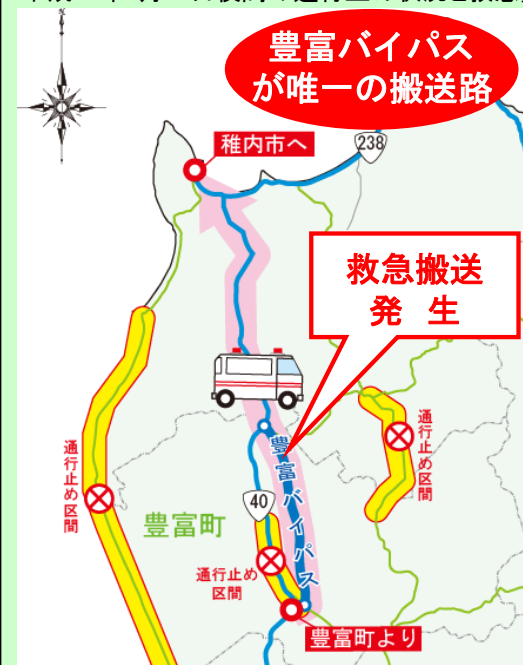 豊富バイパス
が唯一の搬送路
稚内市へ
238
救急搬送
発 生
通行止め
区間
通行止め
区間
豊富バイパス
40
豊富町
通行止め
区間
豊富町より